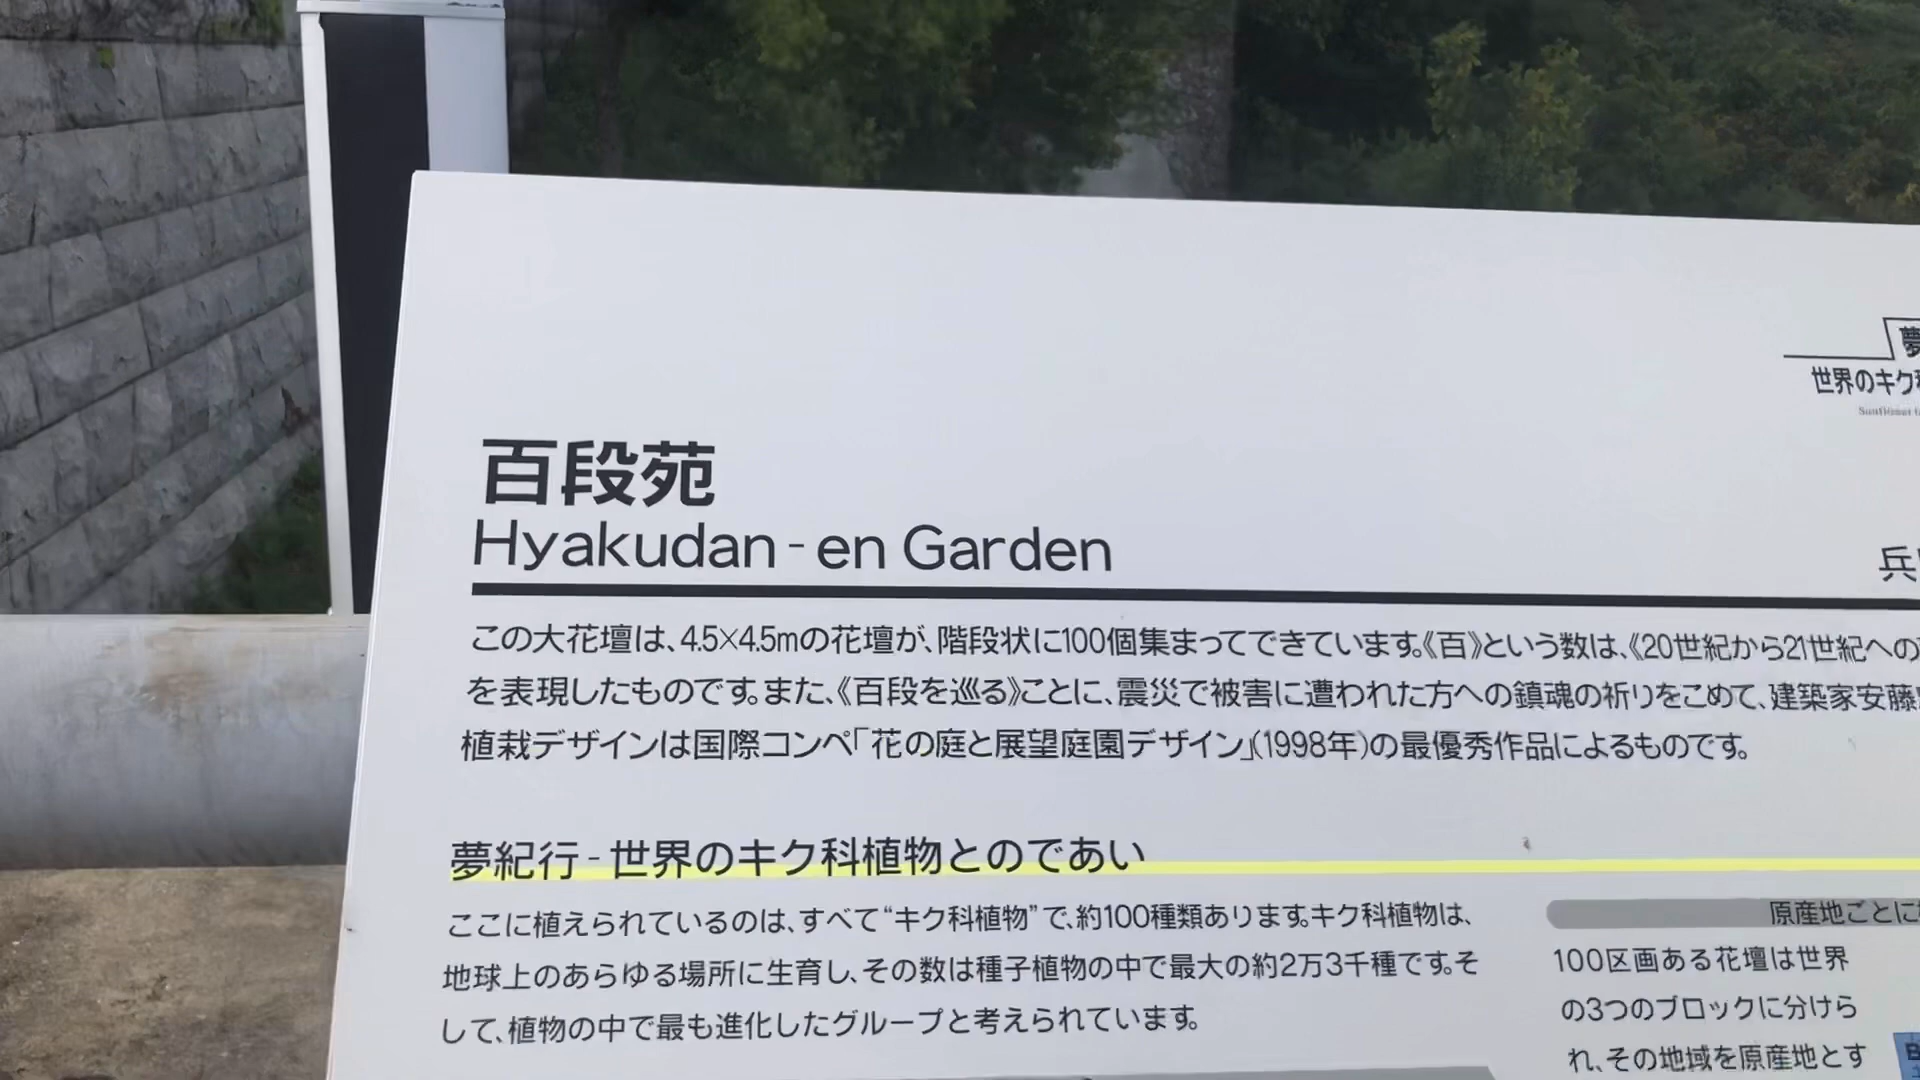 世界のキク
百段苑
Hyakudan-en Garden
兵
この大花壇は、4.5×4.5mの花壇が、階段状に100個集まってできています。《百》という数は、《20世紀から21世紀への
を表現したものです。また、《百段を巡る》ごとに、震災で被害に遭われた方への鎮魂の祈りをこめて、建築家安藤
植栽デザインは国際コンペ「花の庭と展望庭園デザイン」(1998年)の最優秀作品によるものです。
夢紀行-世界のキク科植物とのであい
ここに植えられているのは、すべて“キク科植物”で、約100種類あります。キク科植物は、
地球上のあらゆる場所に生育し、その数は種子植物の中で最大の約2万3千種です。そ
して、植物の中で最も進化したグループと考えられています。
原産地ごとに
100区画ある花壇は世界
の3つのブロックに分けら
れ、その地域を原産地とす